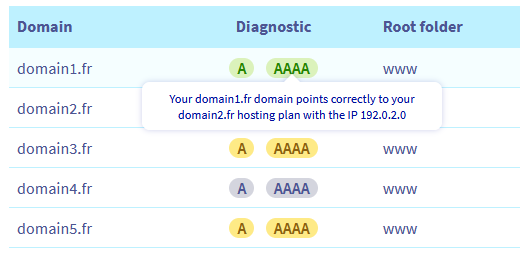 Domain Diagnostic Root folder
domain1.fr A AAAA www
Your domain1.fr domain points correctly to your
domain2.fr hosting plan with the IP 192.0.2.0
domain2.fr
domain3.fr A AAAA www
domain4.fr A AAAA www
domain5.fr A AAAA www